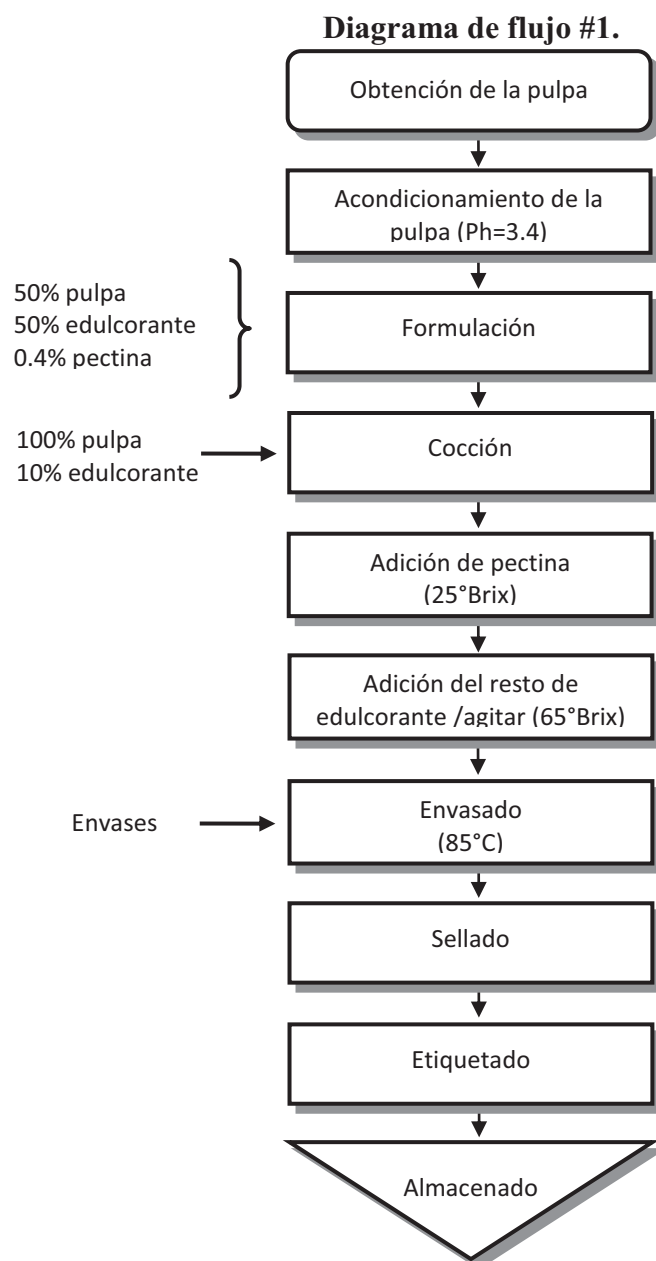 Diagrama de flujo #1.
Obtención de la pulpa
Acondicionamiento de la
pulpa (Ph=3.4)
50% pulpa
50% edulcorante
0.4% pectina
Formulación
100% pulpa
10% edulcorante
Cocción
Adición de pectina
(25°Brix)
Adición del resto de
edulcorante /agitar (65°Brix)
Envases
Envasado
(85°C)
Sellado
Etiquetado
Almacenado